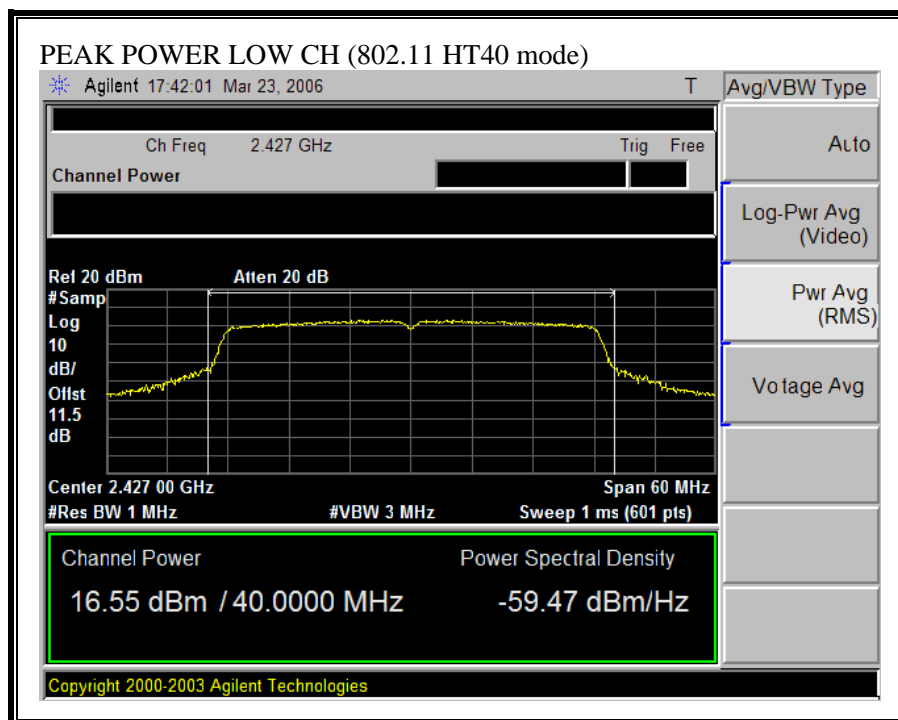 PEAK POWER LOW CH (802.11 HT40 mode)
Agilent 17:42:01 Mar 23, 2006 T
Avg/VBW Type
Ch Freq 2.427 GHz Trig Free
Channel Power
Auto
Log-Pwr Avg
(Video)
Pwr Avg
(RMS)
Vo tage Avg
Ref 20 dBm Atten 20 dB
#Samp
Log
10
dB/
Offst
11.5
dB
Center 2.427 00 GHz Span 60 MHz
#Res BW 1 MHz #VBW 3 MHz Sweep 1 ms (601 pts)
Channel Power Power Spectral Density
16.55 dBm / 40.0000 MHz -59.47 dBm/Hz
Copyright 2000-2003 Agilent Technologies